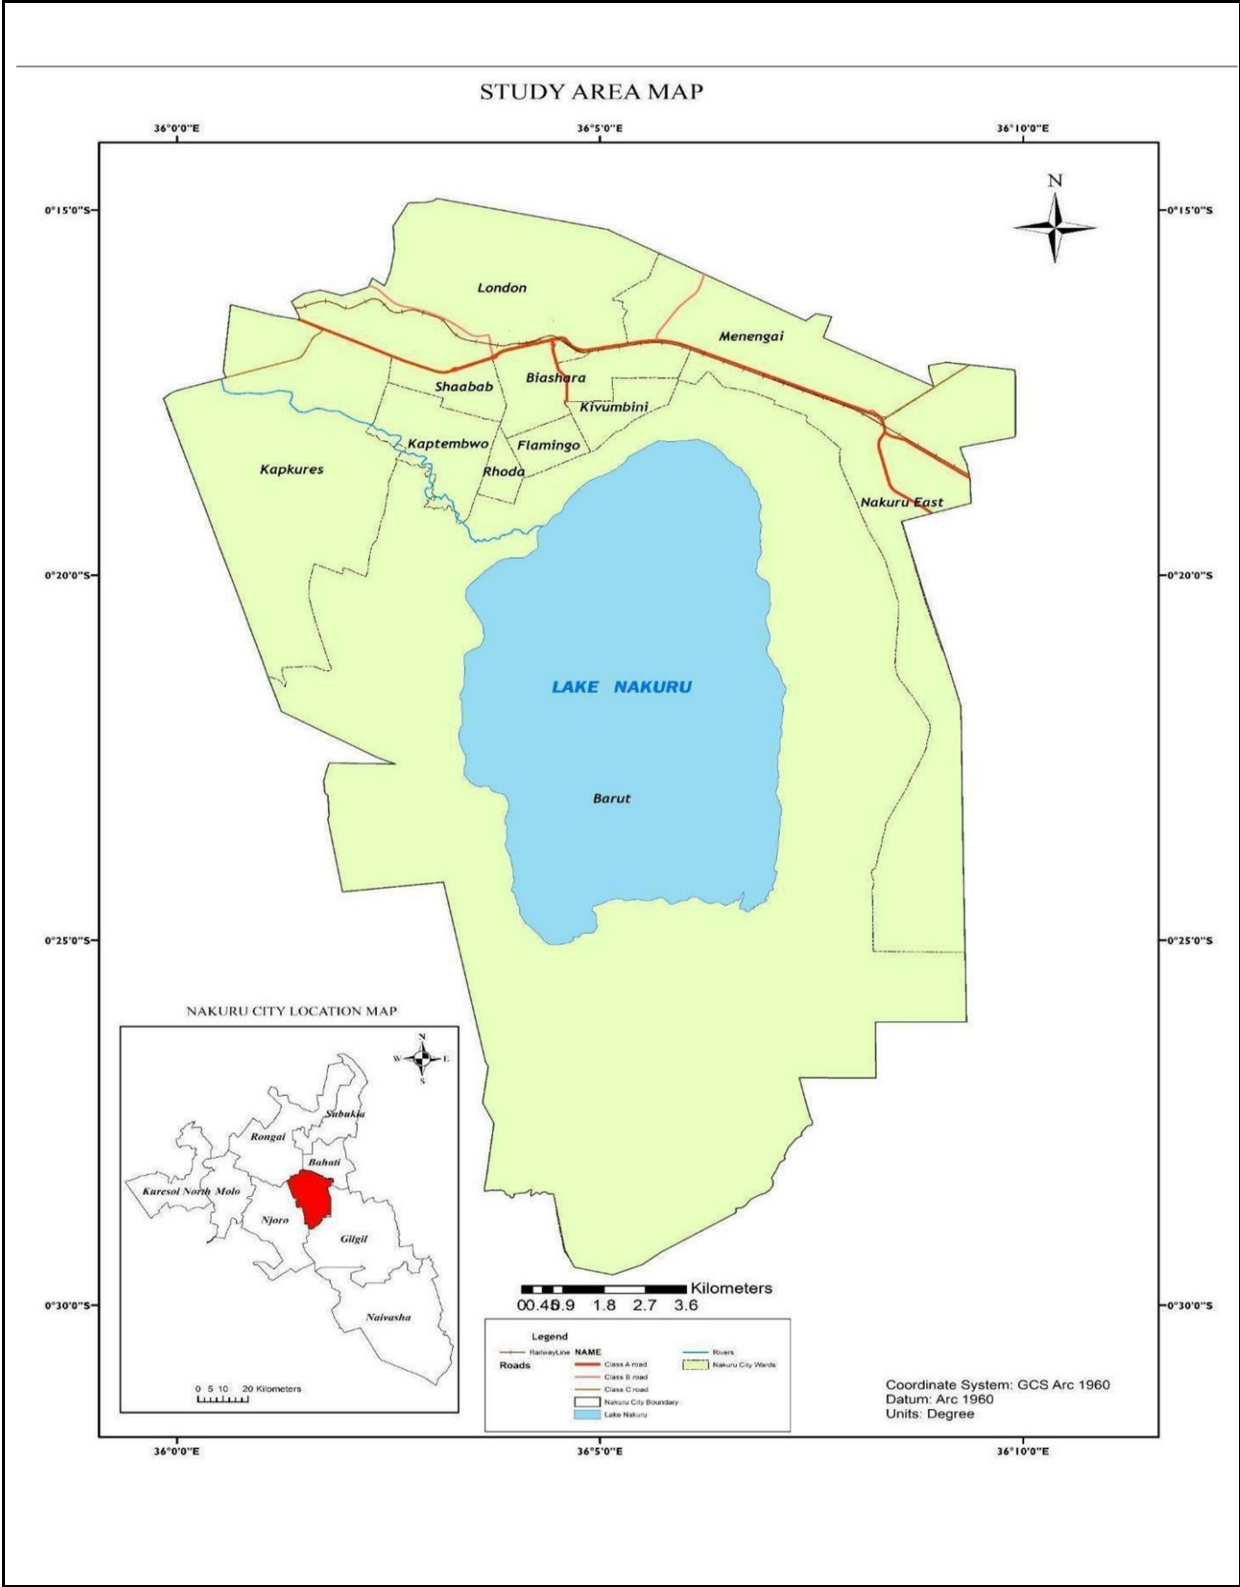 STUDY AREA MAP
36°0'0"E 36°5'0"E 36°10'0"E
N
0°15'0"S 0°15'0"S
London
Menengai
Biashara
Shaabab
Kivumbini
Kaptembwo Flamingo
Kapkures Rhoda
Nakuru East
0°20'0"S 0°20'0"S
LAKE NAKURU
Barut
0°25'0"S 0°25'0"S
NAKURU CITY LOCATION MAP
N
W E
S
Subukia
Rongai
Bahati
Kuresoi North Molo
Njoro
Gilgil
Naivasha
0 5 10 20 Kilometers
Kilometers
0 0.45 0.9 1.8 2.7 3.6
0°30'0"S 0°30'0"S
Legend
RailwayLine NAME Rivers
Roads Class A road Nakuru City Wards
Class B road
Class C road
Nakuru City Boundary
Lake Nakuru
Coordinate System: GCS Arc 1960
Datum: Arc 1960
Units: Degree
36°0'0"E 36°5'0"E 36°10'0"E